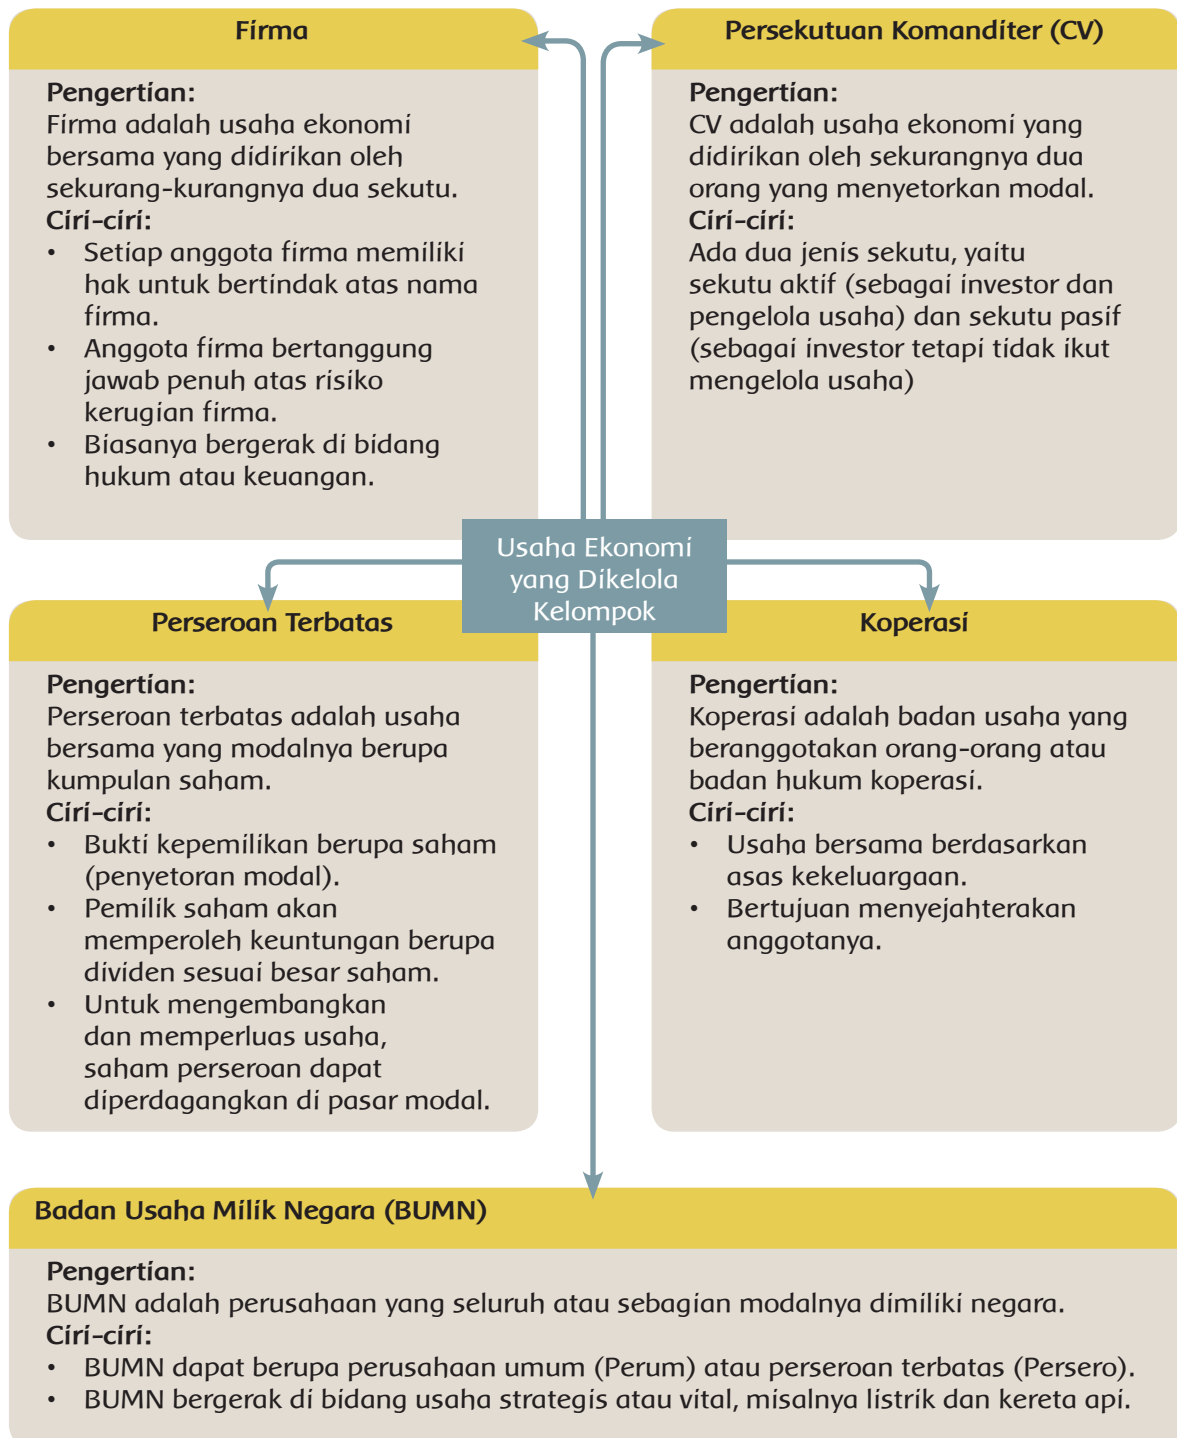 Firma
Pengertian:
Firma adalah usaha ekonomi
bersama yang didirikan oleh
sekurang-kurangnya dua sekutu.
Ciri-ciri:
• Setiap anggota firma memiliki
hak untuk bertindak atas nama
firma.
• Anggota firma bertanggung
jawab penuh atas risiko
kerugian firma.
• Biasanya bergerak di bidang
hukum atau keuangan.
Persekutuan Komanditer (CV)
Pengertian:
CV adalah usaha ekonomi yang
didirikan oleh sekurangnya dua
orang yang menyetorkan modal.
Ciri-ciri:
Ada dua jenis sekutu, yaitu
sekutu aktif (sebagai investor dan
pengelola usaha) dan sekutu pasif
(sebagai investor tetapi tidak ikut
mengelola usaha)
Usaha Ekonomi
yang Dikelola
Kelompok
Perseroan Terbatas
Pengertian:
Perseroan terbatas adalah usaha
bersama yang modalnya berupa
kumpulan saham.
Ciri-ciri:
• Bukti kepemilikan berupa saham
(penyetoran modal).
• Pemilik saham akan
memperoleh keuntungan berupa
dividen sesuai besar saham.
• Untuk mengembangkan
dan memperluas usaha,
saham perseroan dapat
diperdagangkan di pasar modal.
Koperasi
Pengertian:
Koperasi adalah badan usaha yang
beranggotakan orang-orang atau
badan hukum koperasi.
Ciri-ciri:
• Usaha bersama berdasarkan
asas kekeluargaan.
• Bertujuan menyejahterakan
anggotanya.
Badan Usaha Milik Negara (BUMN)
Pengertian:
BUMN adalah perusahaan yang seluruh atau sebagian modalnya dimiliki negara.
Ciri-ciri:
• BUMN dapat berupa perusahaan umum (Perum) atau perseroan terbatas (Persero).
• BUMN bergerak di bidang usaha strategis atau vital, misalnya listrik dan kereta api.